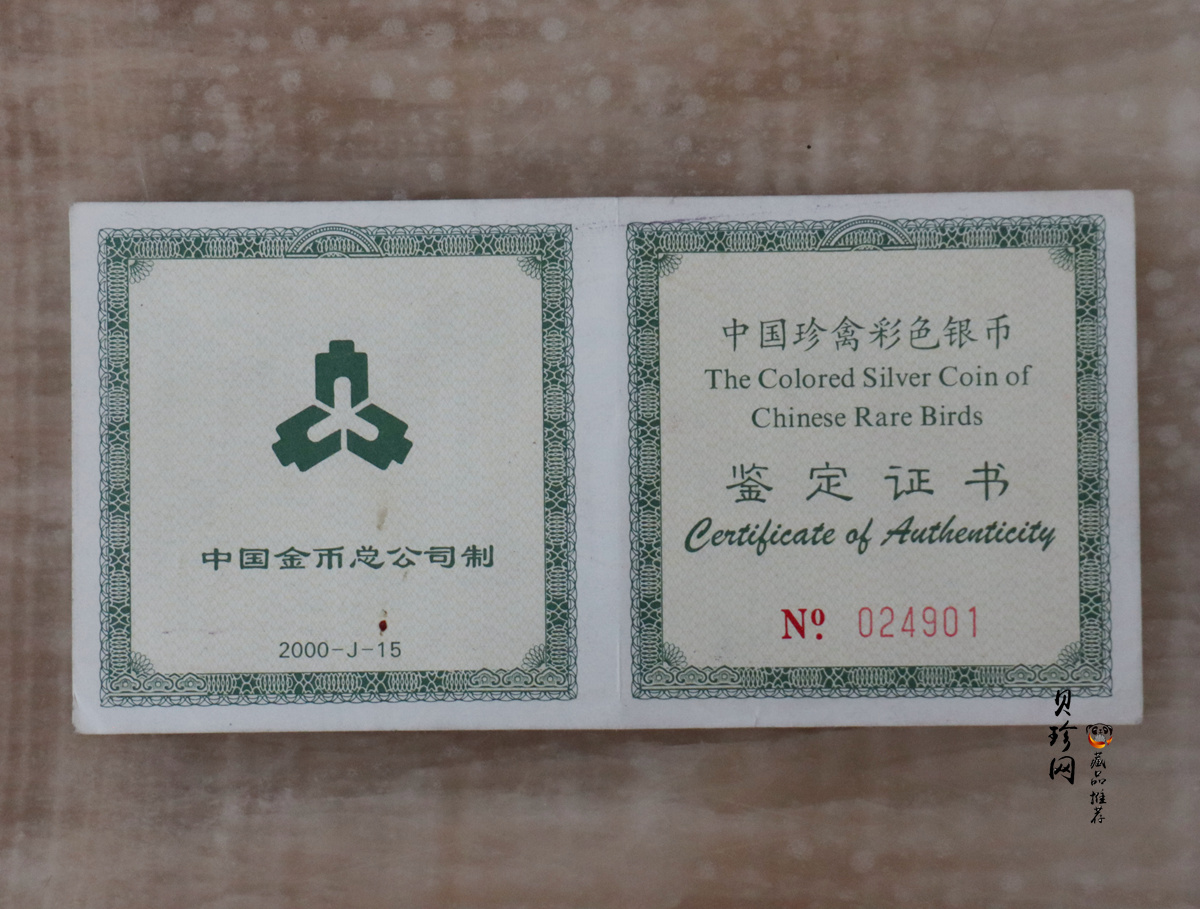 中国金币总公司制
2000-J-15
中国珍禽彩色银币
The Colored Silver Coin of
Chinese Rare Birds
鉴定证书
Certificate of Authenticity
Nº. 024901
贝珍网
藏品推荐